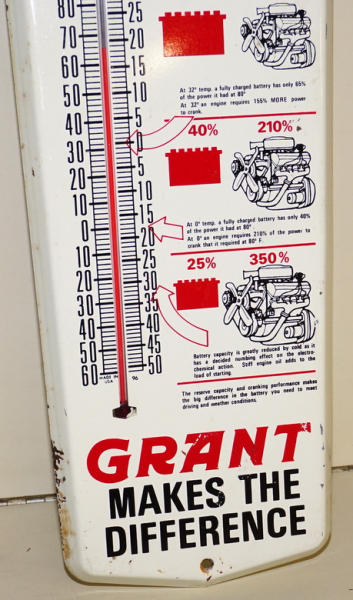 80
70
60
50
40
30
20
10
0
10
20
30
40
50
60
25
20
15
10
5
0
5
10
15
20
25
30
35
40
45
50
MADE IN
USA
96
At 32° temp. a fully charged battery has only 65%
of the power it had at 80°
At 32° an engine requires 155% MORE power
to crank.
40% 210%
At 0° temp. a fully charged battery has only 40%
of the power it had at 80°.
At 0° an engine requires 210% of the power to
crank that it required at 80° F.
25% 350%
Battery capacity is greatly reduced by cold as it
has a decided numbing effect on the electro-
chemical action. Stiff engine oil adds to the
load of starting.
The reserve capacity and cranking performance makes
the big difference in the battery you need to meet
driving and weather conditions.
GRANT
MAKES THE
DIFFERENCE